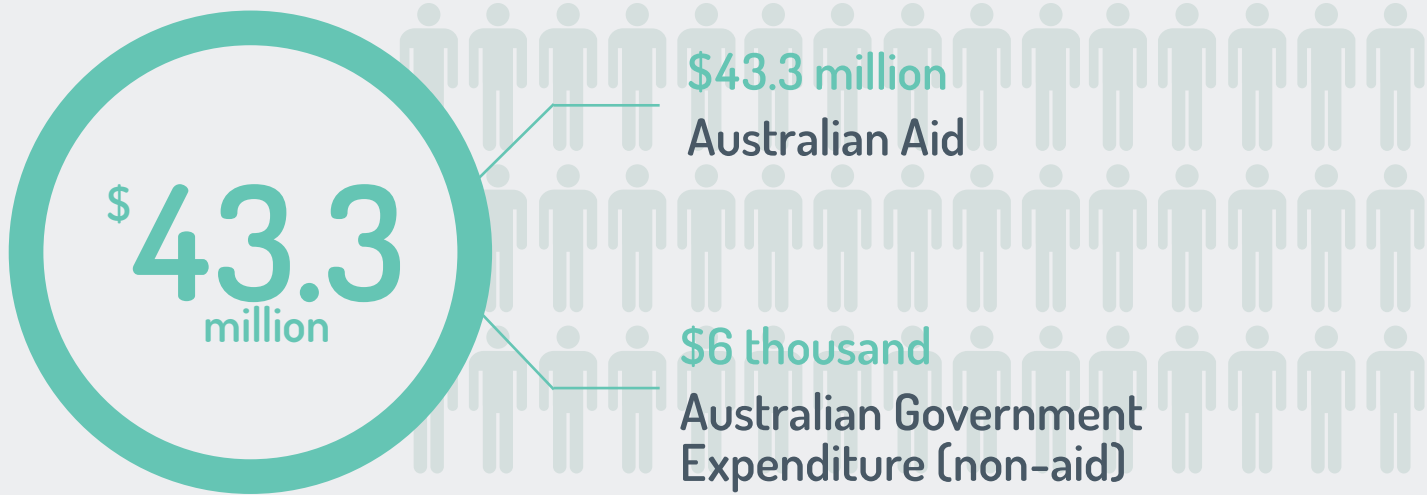 $43.3
million
$43.3 million
Australian Aid
$6 thousand
Australian Government
Expenditure (non-aid)